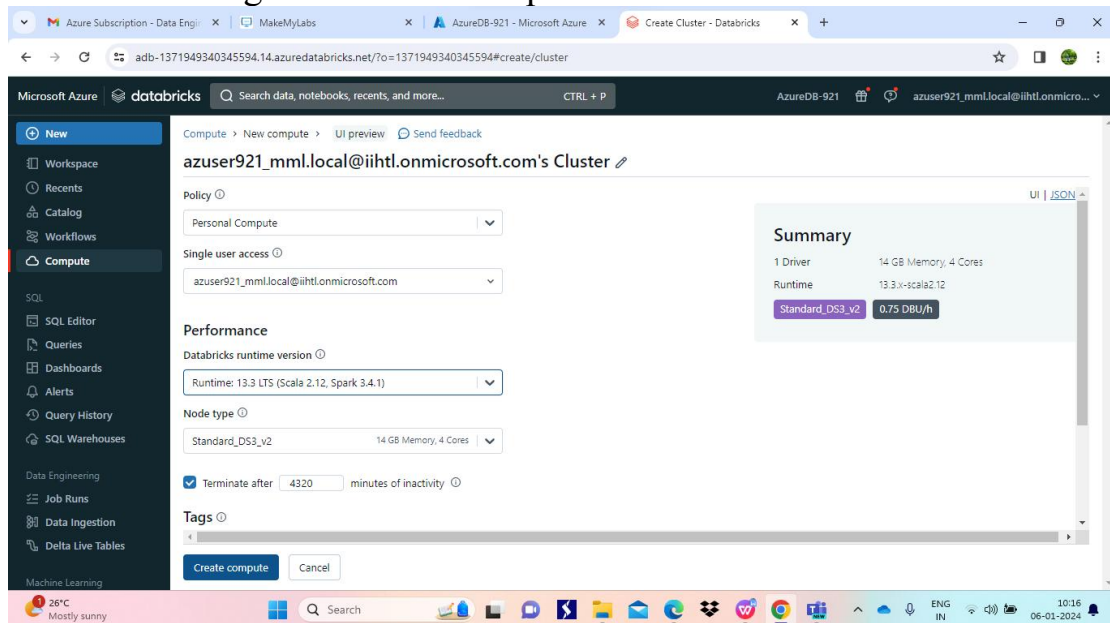 Azure Subscription - Data Engin
MakeMyLabs
AzureDB-921 - Microsoft Azure
Create Cluster - Databricks
adb-1371949340345594.14.azuredatabricks.net/?o=1371949340345594#create/cluster
Microsoft Azure databricks Search data, notebooks, recents, and more... CTRL + P AzureDB-921 azuser921_mml.local@iihtl.onmicro...
New
Workspace
Recents
Catalog
Workflows
Compute
SQL
SQL Editor
Queries
Dashboards
Alerts
Query History
SQL Warehouses
Data Engineering
Job Runs
Data Ingestion
Delta Live Tables
Machine Learning
Compute > New compute > UI preview Send feedback
azuser921_mml.local@iihtl.onmicrosoft.com's Cluster
Policy
Personal Compute
Single user access
azuser921_mml.local@iihtl.onmicrosoft.com
Performance
Databricks runtime version
Runtime: 13.3 LTS (Scala 2.12, Spark 3.4.1)
Node type
Standard_DS3_v2 14 GB Memory, 4 Cores
Terminate after 4320 minutes of inactivity
Tags
Create compute Cancel
UI | JSON
Summary
1 Driver 14 GB Memory, 4 Cores
Runtime 13.3.x-scala2.12
Standard_DS3_v2 0.75 DBU/h
1
26°C
Mostly sunny
Search
ENG
IN
10:16
06-01-2024